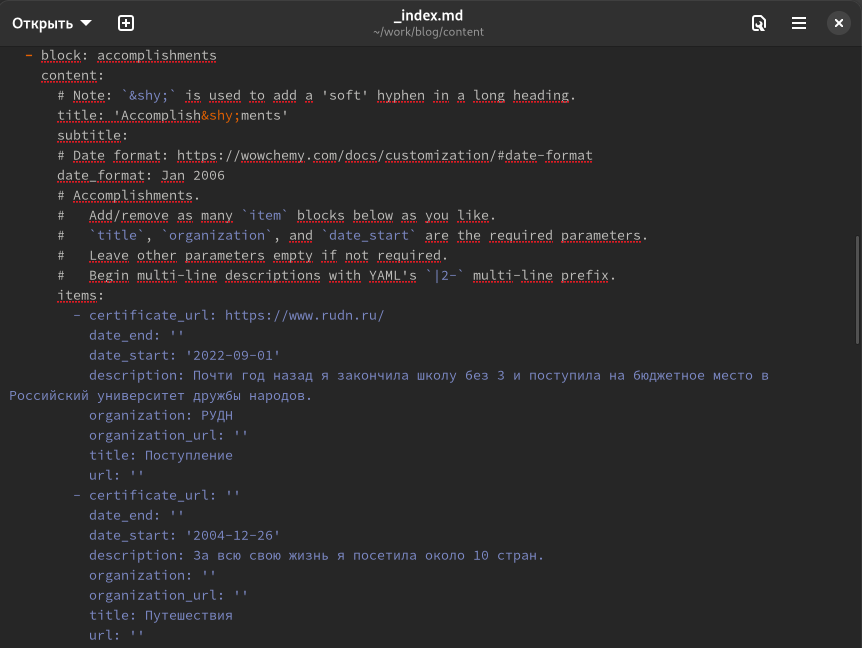 Открыть
_index.md
~/work/blog/content
- block: accomplishments
content:
# Note: `&shy;` is used to add a 'soft' hyphen in a long heading.
title: 'Accomplish&shy;ments'
subtitle:
# Date format: https://wowchemy.com/docs/customization/#date-format
date_format: Jan 2006
# Accomplishments.
#   Add/remove as many `item` blocks below as you like.
#   `title`, `organization`, and `date_start` are the required parameters.
#   Leave other parameters empty if not required.
#   Begin multi-line descriptions with YAML's `|2-` multi-line prefix.
items:
- certificate_url: https://www.rudn.ru/
date_end: ''
date_start: '2022-09-01'
description: Почти год назад я закончила школу без 3 и поступила на бюджетное место в
Российский университет дружбы народов.
organization: РУДН
organization_url: ''
title: Поступление
url: ''
- certificate_url: ''
date_end: ''
date_start: '2004-12-26'
description: За всю свою жизнь я посетила около 10 стран.
organization: ''
organization_url: ''
title: Путешествия
url: ''